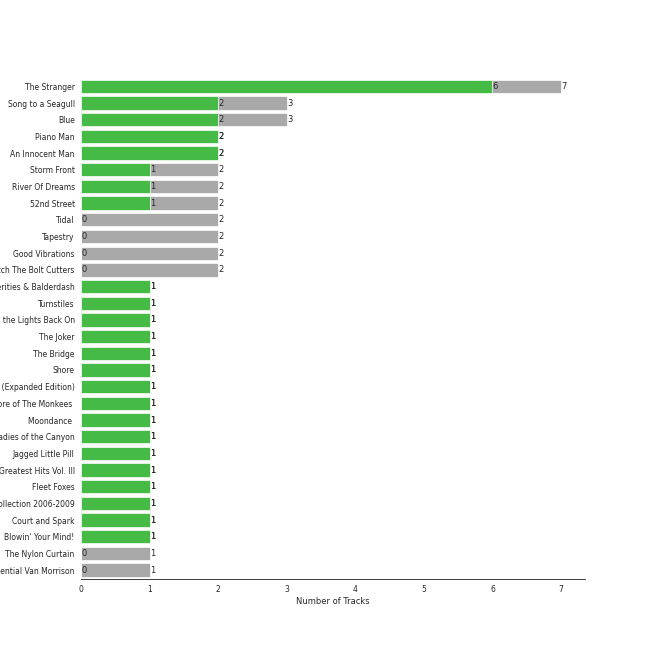 The Stranger 6 7
Song to a Seagull 2 3
Blue 2 3
Piano Man 2
An Innocent Man 2
Storm Front 1 2
River Of Dreams 1 2
52nd Street 1 2
Tidal 0 2
Tapestry 0 2
Good Vibrations 0 2
The Bolt Cutters 0 2
& Balderdash 1
Turnstiles 1
the Lights Back On 1
The Joker 1
The Bridge 1
Shore 1
(Expanded Edition) 1
of The Monkees 1
Moondance 1
of the Canyon 1
Jagged Little Pill 1
Greatest Hits Vol. III 1
Fleet Foxes 1
2006-2009 1
Court and Spark 1
Blowin' Your Mind! 1
The Nylon Curtain 0 1
Van Morrison 0 1
0 1 2 3 4 5 6 7
Number of Tracks